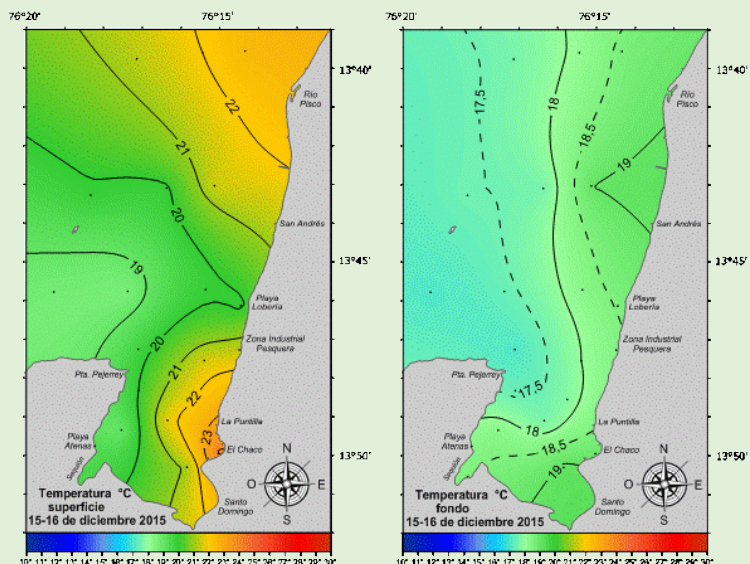 76°20'
76°15'
22
21
20
19
20
21
22
23
Río
Pisco
San Andrés
Playa
Lobería
Zona Industrial
Pesquera
Pta. Pejerrey
La Puntilla
Playa
Atenas
El Chaco
Sequión
Santo
Domingo
N
O
E
S
Temperatura °C
superficie
15-16 de diciembre 2015
13°40'
13°45'
13°50'
76°20'
76°15'
17,5
18
18,5
19
Río
Pisco
San Andrés
Playa
Lobería
Zona Industrial
Pesquera
Pta. Pejerrey
17,5
La Puntilla
18
Playa
Atenas
18,5
El Chaco
19
Sequión
Santo
Domingo
N
O
E
S
Temperatura °C
fondo
15-16 de diciembre 2015
13°40'
13°45'
13°50'